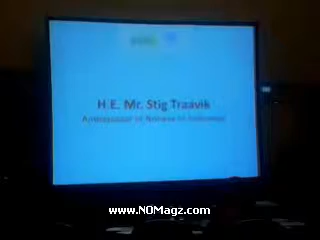 H.E. Mr. Stig Traavik
Ambassador of Norway to Indonesia
www.NOMagz.com